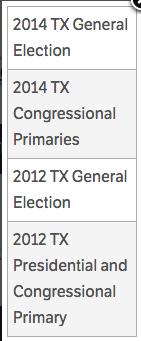 2014 TX General
Election
2014 TX
Congressional
Primaries
2012 TX General
Election
2012 TX
Presidential and
Congressional
Primary